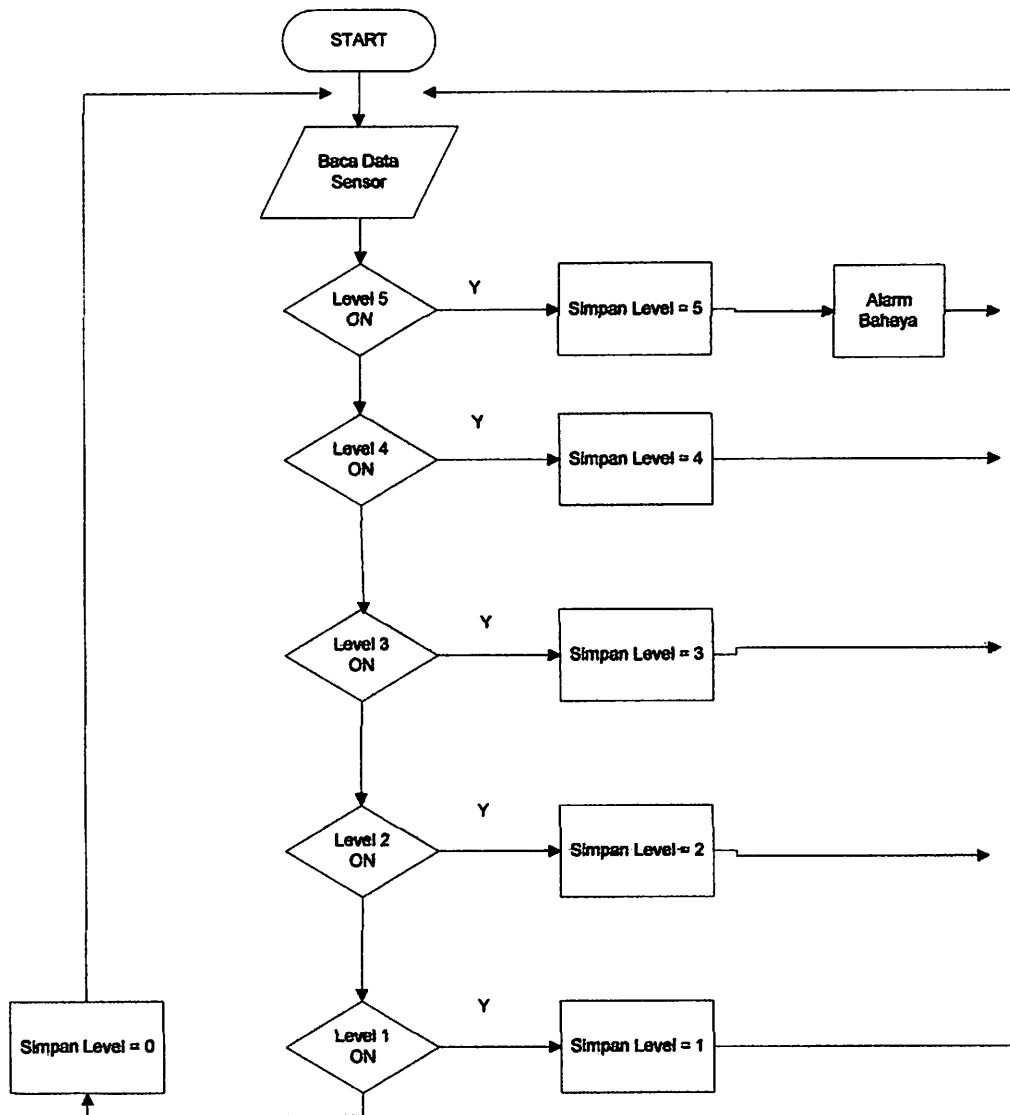 START
Baca Data
Sensor
Level 5
ON
Y
Simpan Level = 5
Alarm
Bahaya
Level 4
ON
Y
Simpan Level = 4
Level 3
ON
Y
Simpan Level = 3
Level 2
ON
Y
Simpan Level = 2
Simpan Level = 0
Level 1
ON
Y
Simpan Level = 1